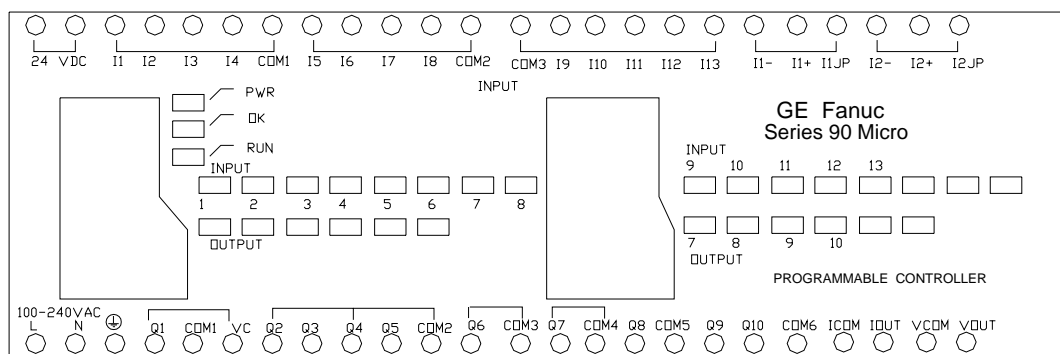 24 VDC I1 I2 I3 I4 COM1 I5 I6 I7 I8 COM2 COM3 I9 I10 I11 I12 I13 I1- I1+ I1JP I2- I2+ I2JP
INPUT
PWR
OK
RUN
GE Fanuc
Series 90 Micro
INPUT
1 2 3 4 5 6 7 8
OUTPUT
INPUT
9 10 11 12 13
7 8 9 10
OUTPUT
PROGRAMMABLE CONTROLLER
100-240VAC
L N Q1 COM1 VC Q2 Q3 Q4 Q5 COM2 Q6 COM3 Q7 COM4 Q8 COM5 Q9 Q10 COM6 ICOM IOUT VCOM VOUT